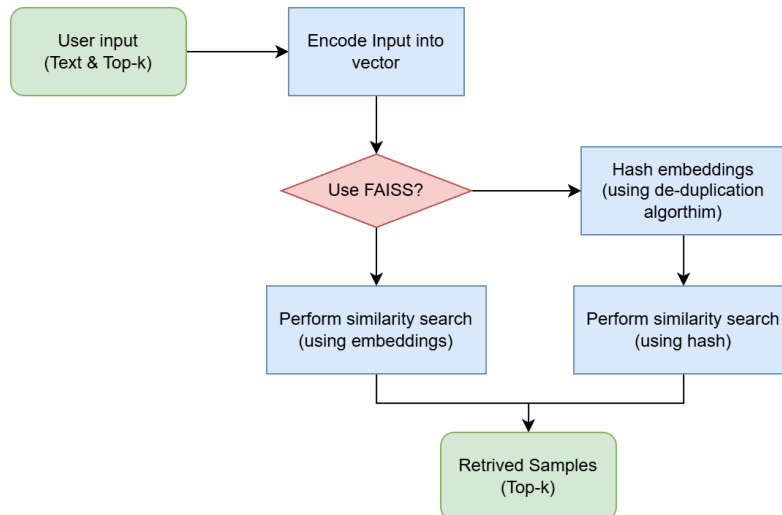 User input
(Text & Top-k)
Encode Input into
vector
Use FAISS?
Hash embeddings
(using de-duplication
algorthim)
Perform similarity search
(using embeddings)
Perform similarity search
(using hash)
Retrived Samples
(Top-k)